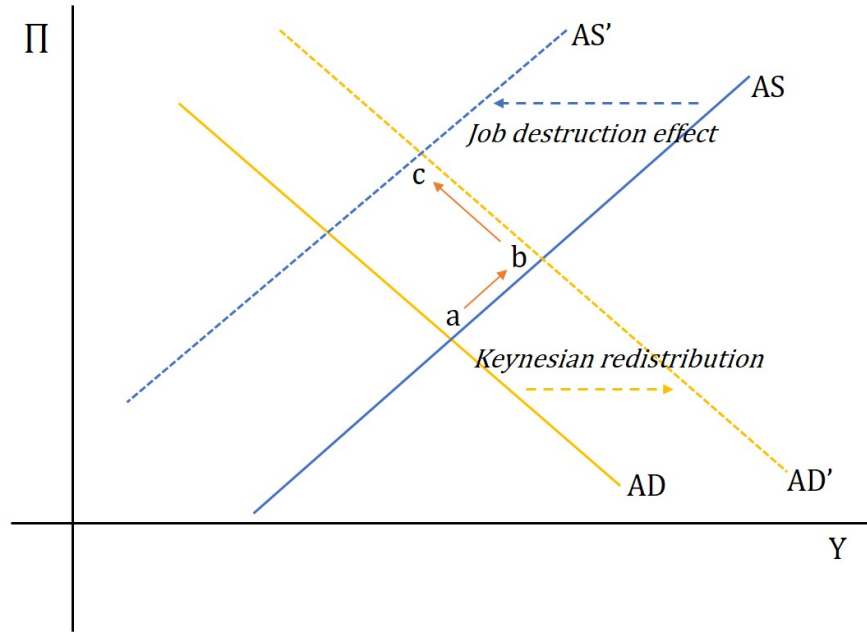 Π
AS’
AS
Job destruction effect
c
b
a
Keynesian redistribution
AD
AD’
Y